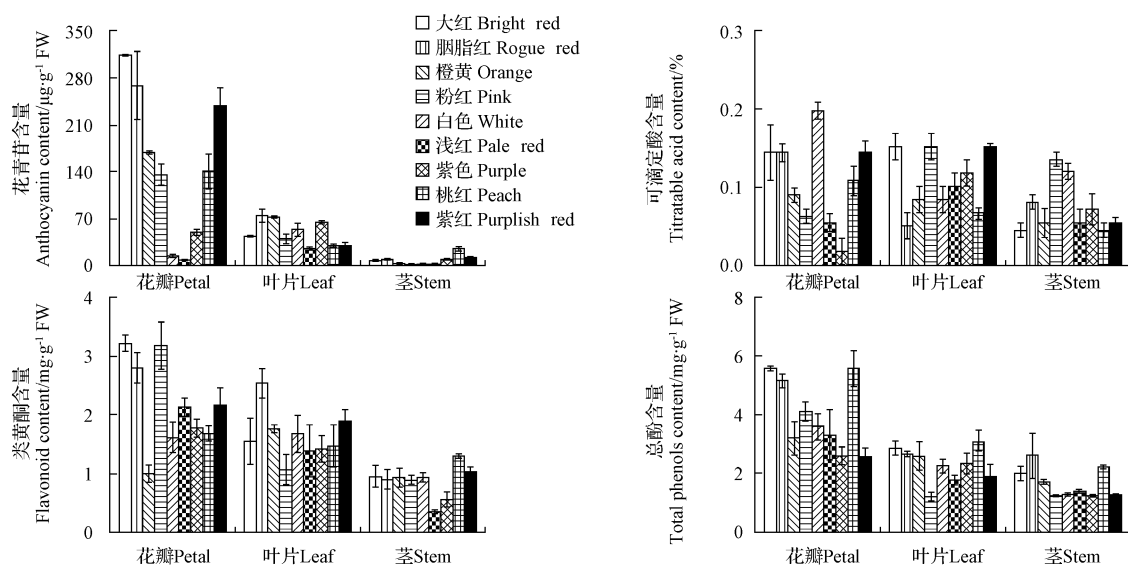 花青苷含量
Anthocyanin content/μg·g⁻¹ FW
350
280
210
140
70
0
大红 Bright red
胭脂红 Rogue red
橙黄 Orange
粉红 Pink
白色 White
浅红 Pale red
紫色 Purple
桃红 Peach
紫红 Purplish red
花瓣Petal 叶片Leaf 茎Stem
可滴定酸含量
Titratable acid content/%
0.3
0.2
0.1
0
花瓣Petal 叶片Leaf 茎Stem
类黄酮含量
Flavonoid content/mg·g⁻¹ FW
4
3
2
1
0
花瓣Petal 叶片Leaf 茎Stem
总酚含量
Total phenols content/mg·g⁻¹ FW
8
6
4
2
0
花瓣Petal 叶片Leaf 茎Stem